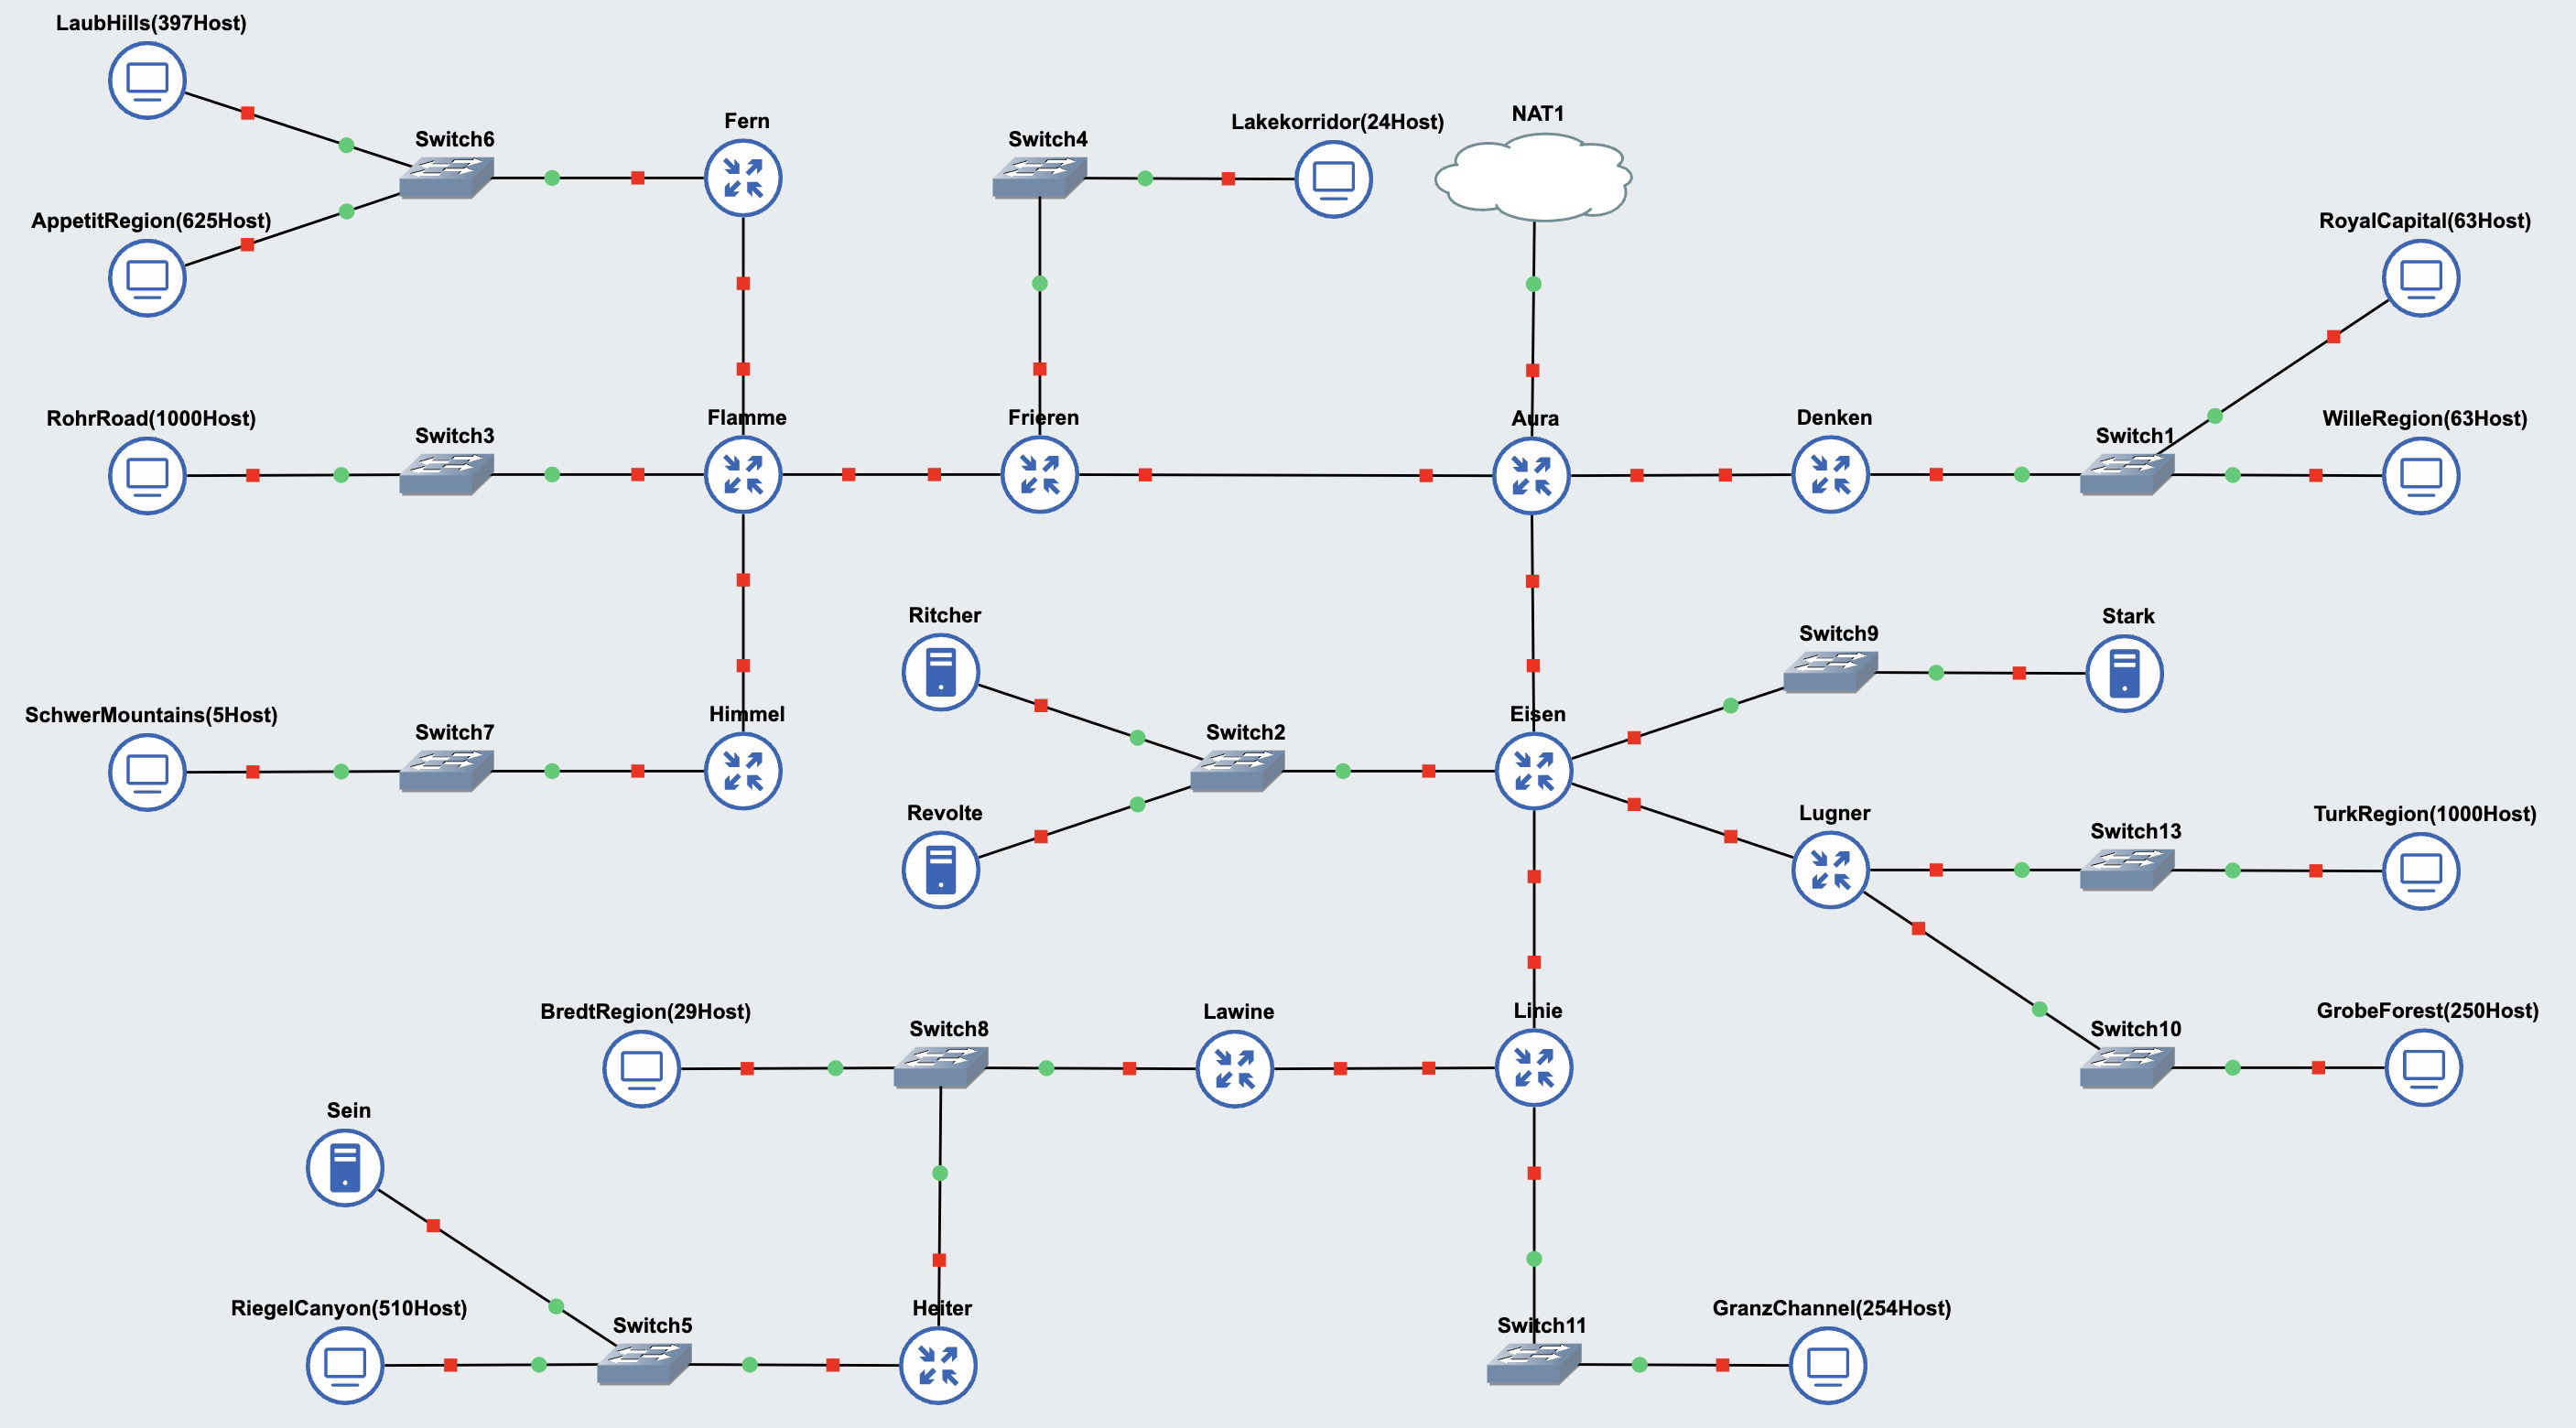 LaubHills(397Host)
Fern
NAT1
Switch4
Lakekorridor(24Host)
Switch6
AppetitRegion(625Host)
RoyalCapital(63Host)
RohrRoad(1000Host)
Switch3
Flamme
Frieren
Aura
Denken
Switch1
WilleRegion(63Host)
Ritcher
Switch9
Stark
SchwerMountains(5Host)
Switch7
Himmel
Switch2
Eisen
Revolte
Lugner
Switch13
TurkRegion(1000Host)
BredtRegion(29Host)
Switch8
Lawine
Linie
Switch10
GrobeForest(250Host)
Sein
RiegelCanyon(510Host)
Switch5
Heiter
Switch11
GranzChannel(254Host)